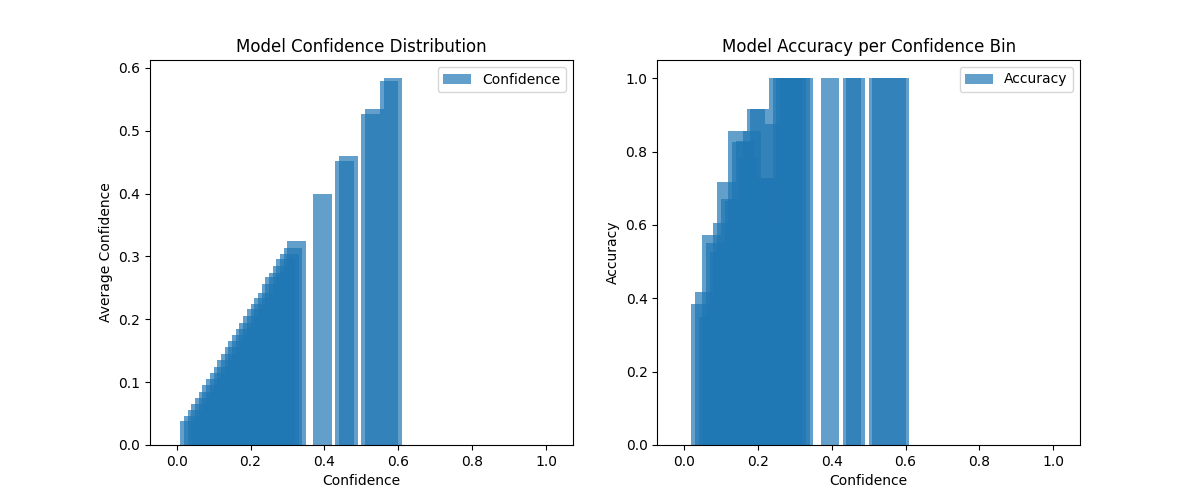 Model Confidence Distribution
Confidence
0.6
0.5
0.4
0.3
0.2
0.1
0.0
Average Confidence
0.0 0.2 0.4 0.6 0.8 1.0
Confidence
Model Accuracy per Confidence Bin
Accuracy
1.0
0.8
0.6
0.4
0.2
0.0
Accuracy
0.0 0.2 0.4 0.6 0.8 1.0
Confidence